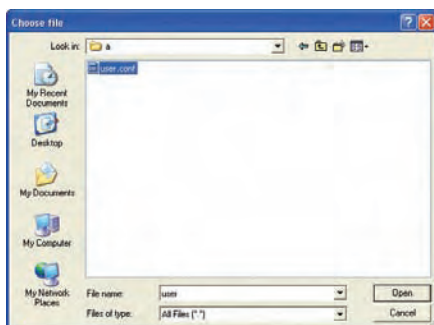 Choose file
Look in: a
user.conf
My Recent
Documents
Desktop
My Documents
My Computer
My Network
Places
File name: user
Open
Files of type: All Files (*.*)
Cancel